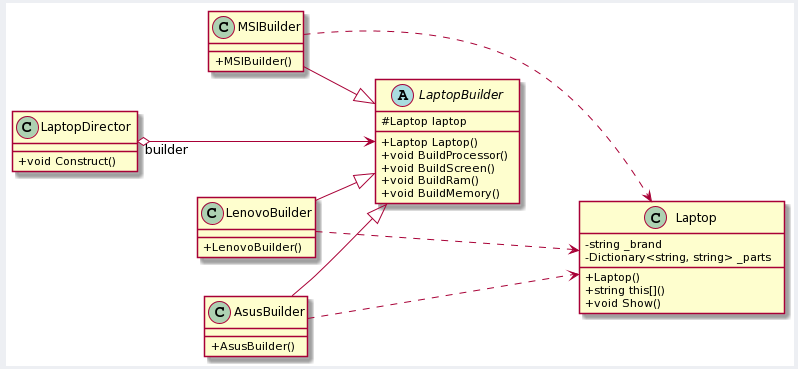 C MSIBuilder
+MSIBuilder()
A LaptopBuilder
#Laptop laptop
+Laptop Laptop()
+void BuildProcessor()
+void BuildScreen()
+void BuildRam()
+void BuildMemory()
C LaptopDirector
+void Construct()
builder
C LenovoBuilder
+LenovoBuilder()
C Laptop
-string _brand
-Dictionary<string, string> _parts
+Laptop()
+string this[]()
+void Show()
C AsusBuilder
+AsusBuilder()